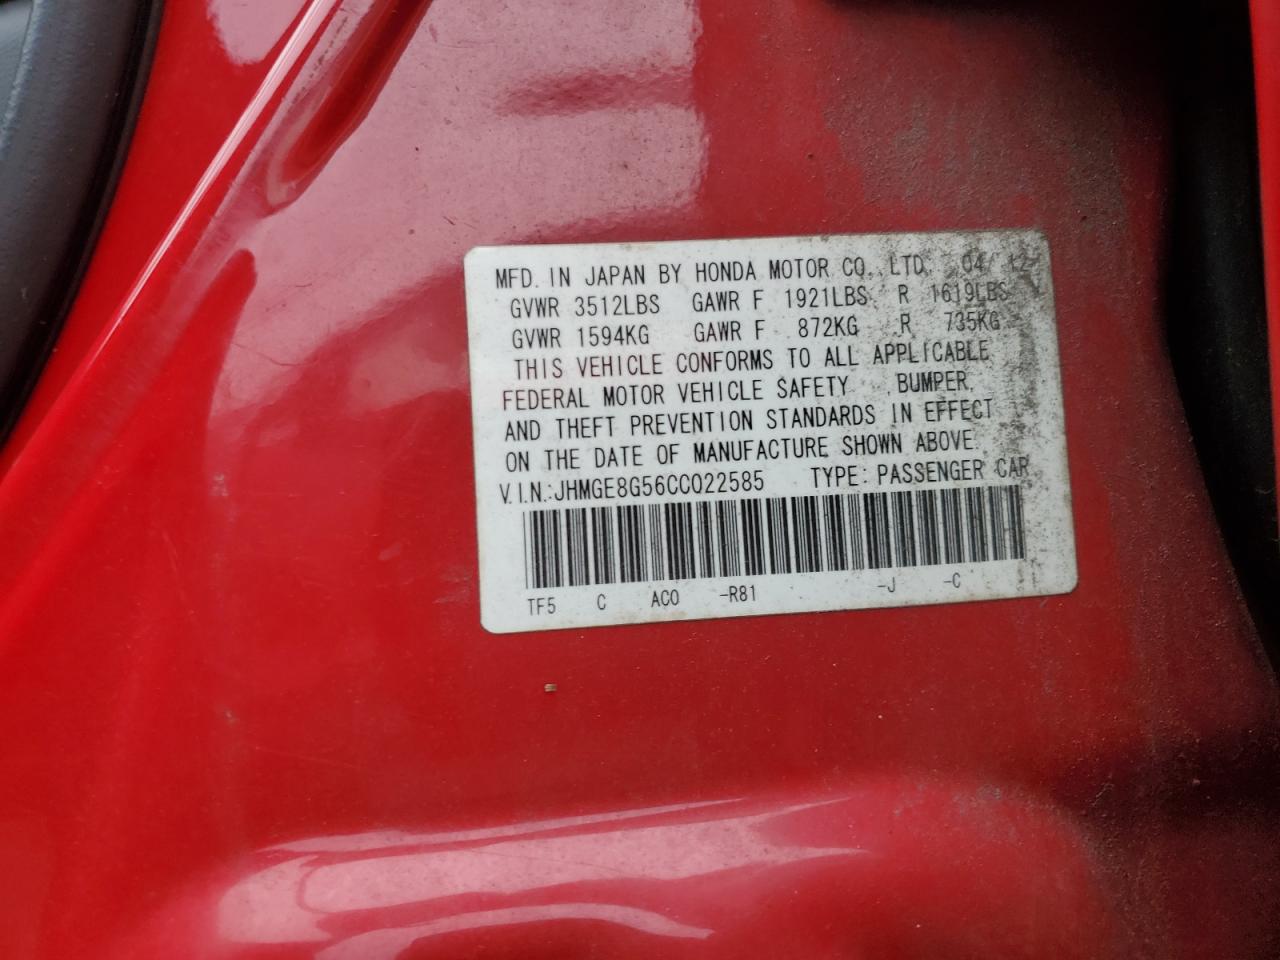 MFD. IN JAPAN BY HONDA MOTOR CO., LTD. 04/12
GVWR 3512LBS GAWR F 1921LBS R 1619LBS
GVWR 1594KG GAWR F 872KG R 735KG
THIS VEHICLE CONFORMS TO ALL APPLICABLE
FEDERAL MOTOR VEHICLE SAFETY , BUMPER,
AND THEFT PREVENTION STANDARDS IN EFFECT
ON THE DATE OF MANUFACTURE SHOWN ABOVE.
V.I.N.:JHMGE8G56CC022585 TYPE: PASSENGER CAR
TF5 C AC0 -R81 -J -C